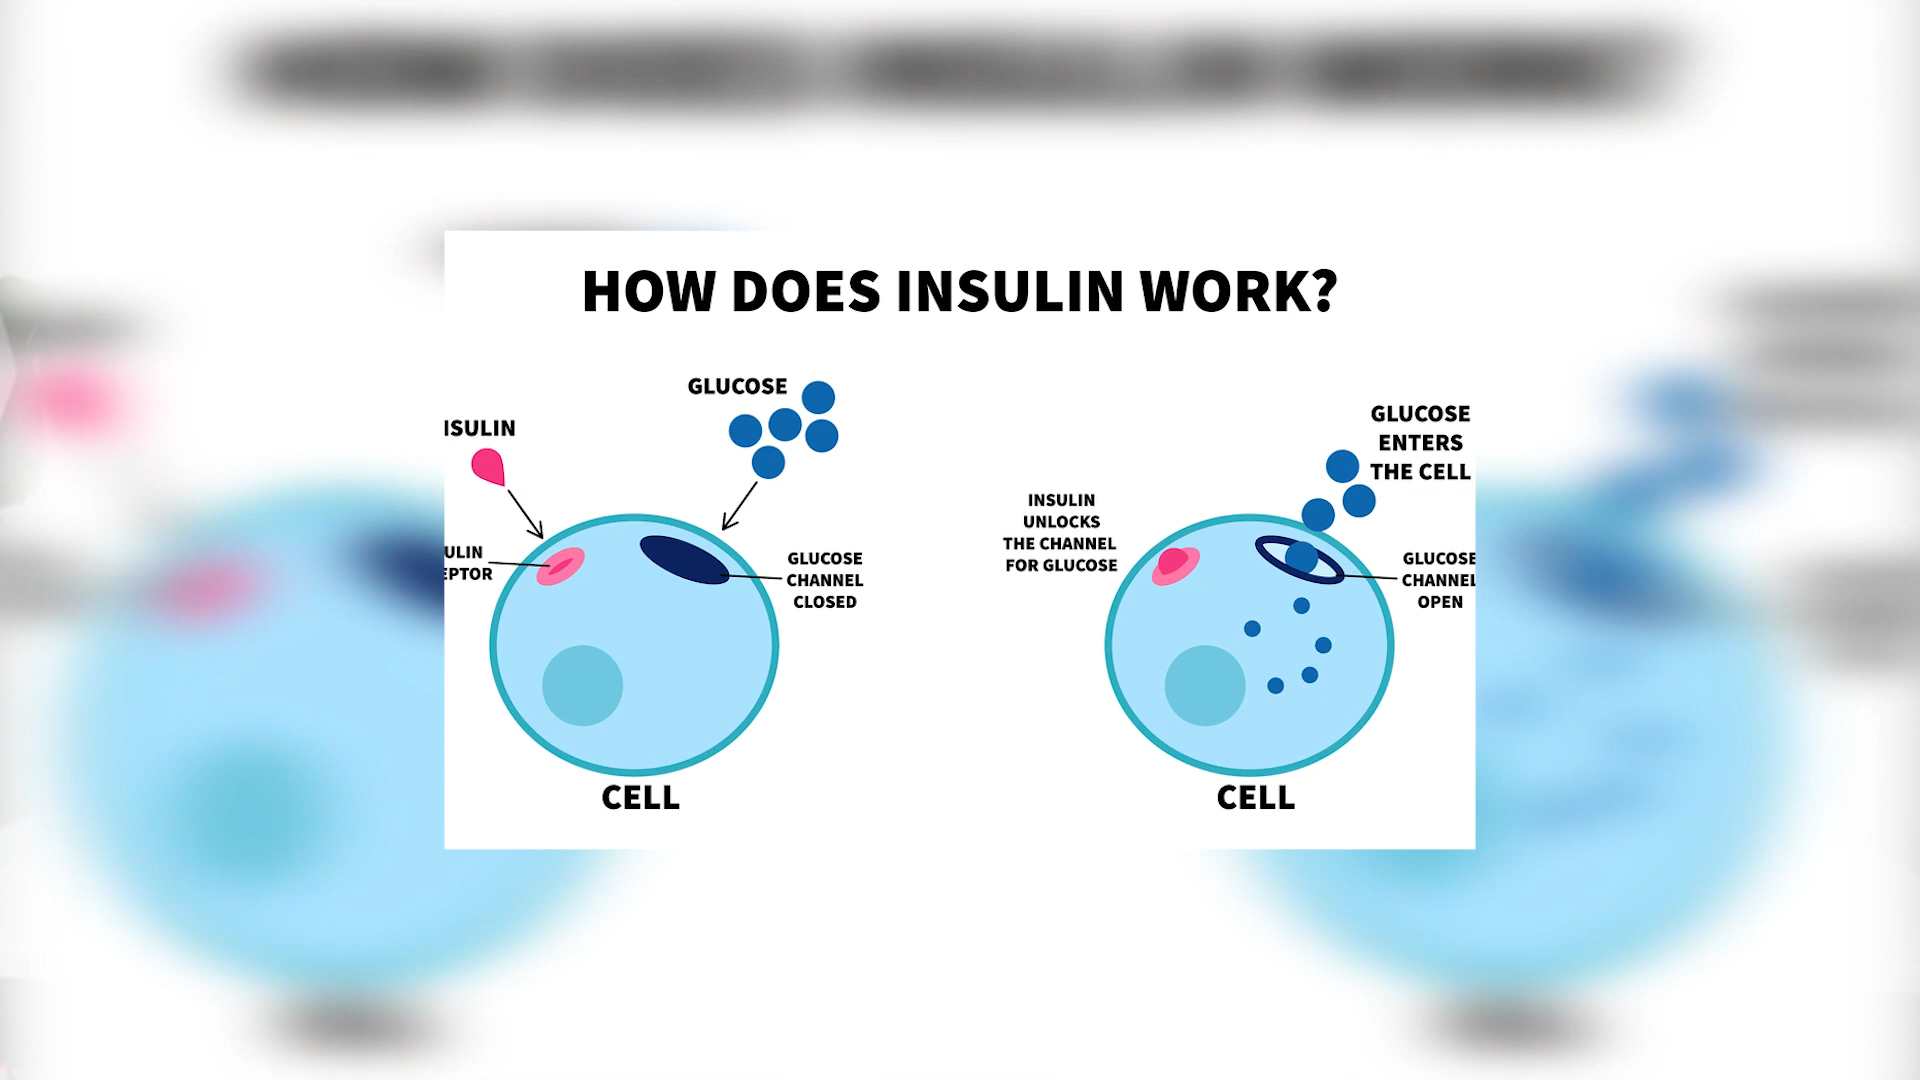 HOW DOES INSULIN WORK?
GLUCOSE
ISULIN
ULIN
EPTOR
GLUCOSE
CHANNEL
CLOSED
CELL
GLUCOSE
ENTERS
THE CELL
INSULIN
UNLOCKS
THE CHANNEL
FOR GLUCOSE
GLUCOSE
CHANNEL
OPEN
CELL